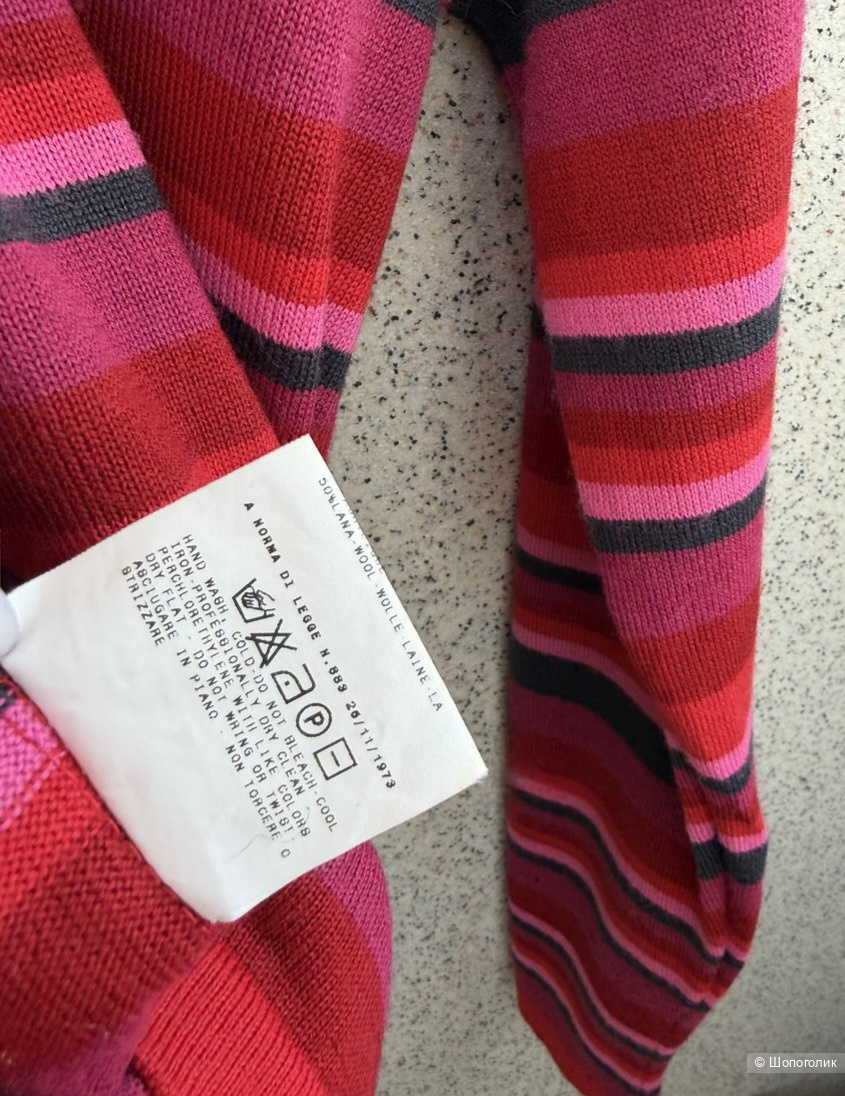 50%LANA-WOOL WOLLE LAINE-LA
A NORMA DI LEGGE N.883 26/11/1973
P
HAND WASH COLD-DO NOT BLEACH-COOL
IRON-PROFESSIONALLY DRY CLEAN
PERCHLORETHYLENE WITH LIKE COLORS
DRY FLAT DO NOT WRING OR TWIST
ASCIUGARE IN PIANO - NON TORCERE O
STRIZZARE
© Шопоголик